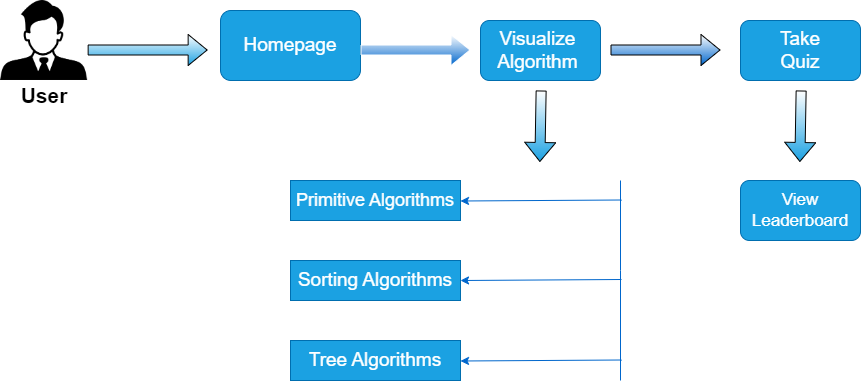 User
Homepage
Visualize
Algorithm
Take
Quiz
Primitive Algorithms
Sorting Algorithms
Tree Algorithms
View
Leaderboard